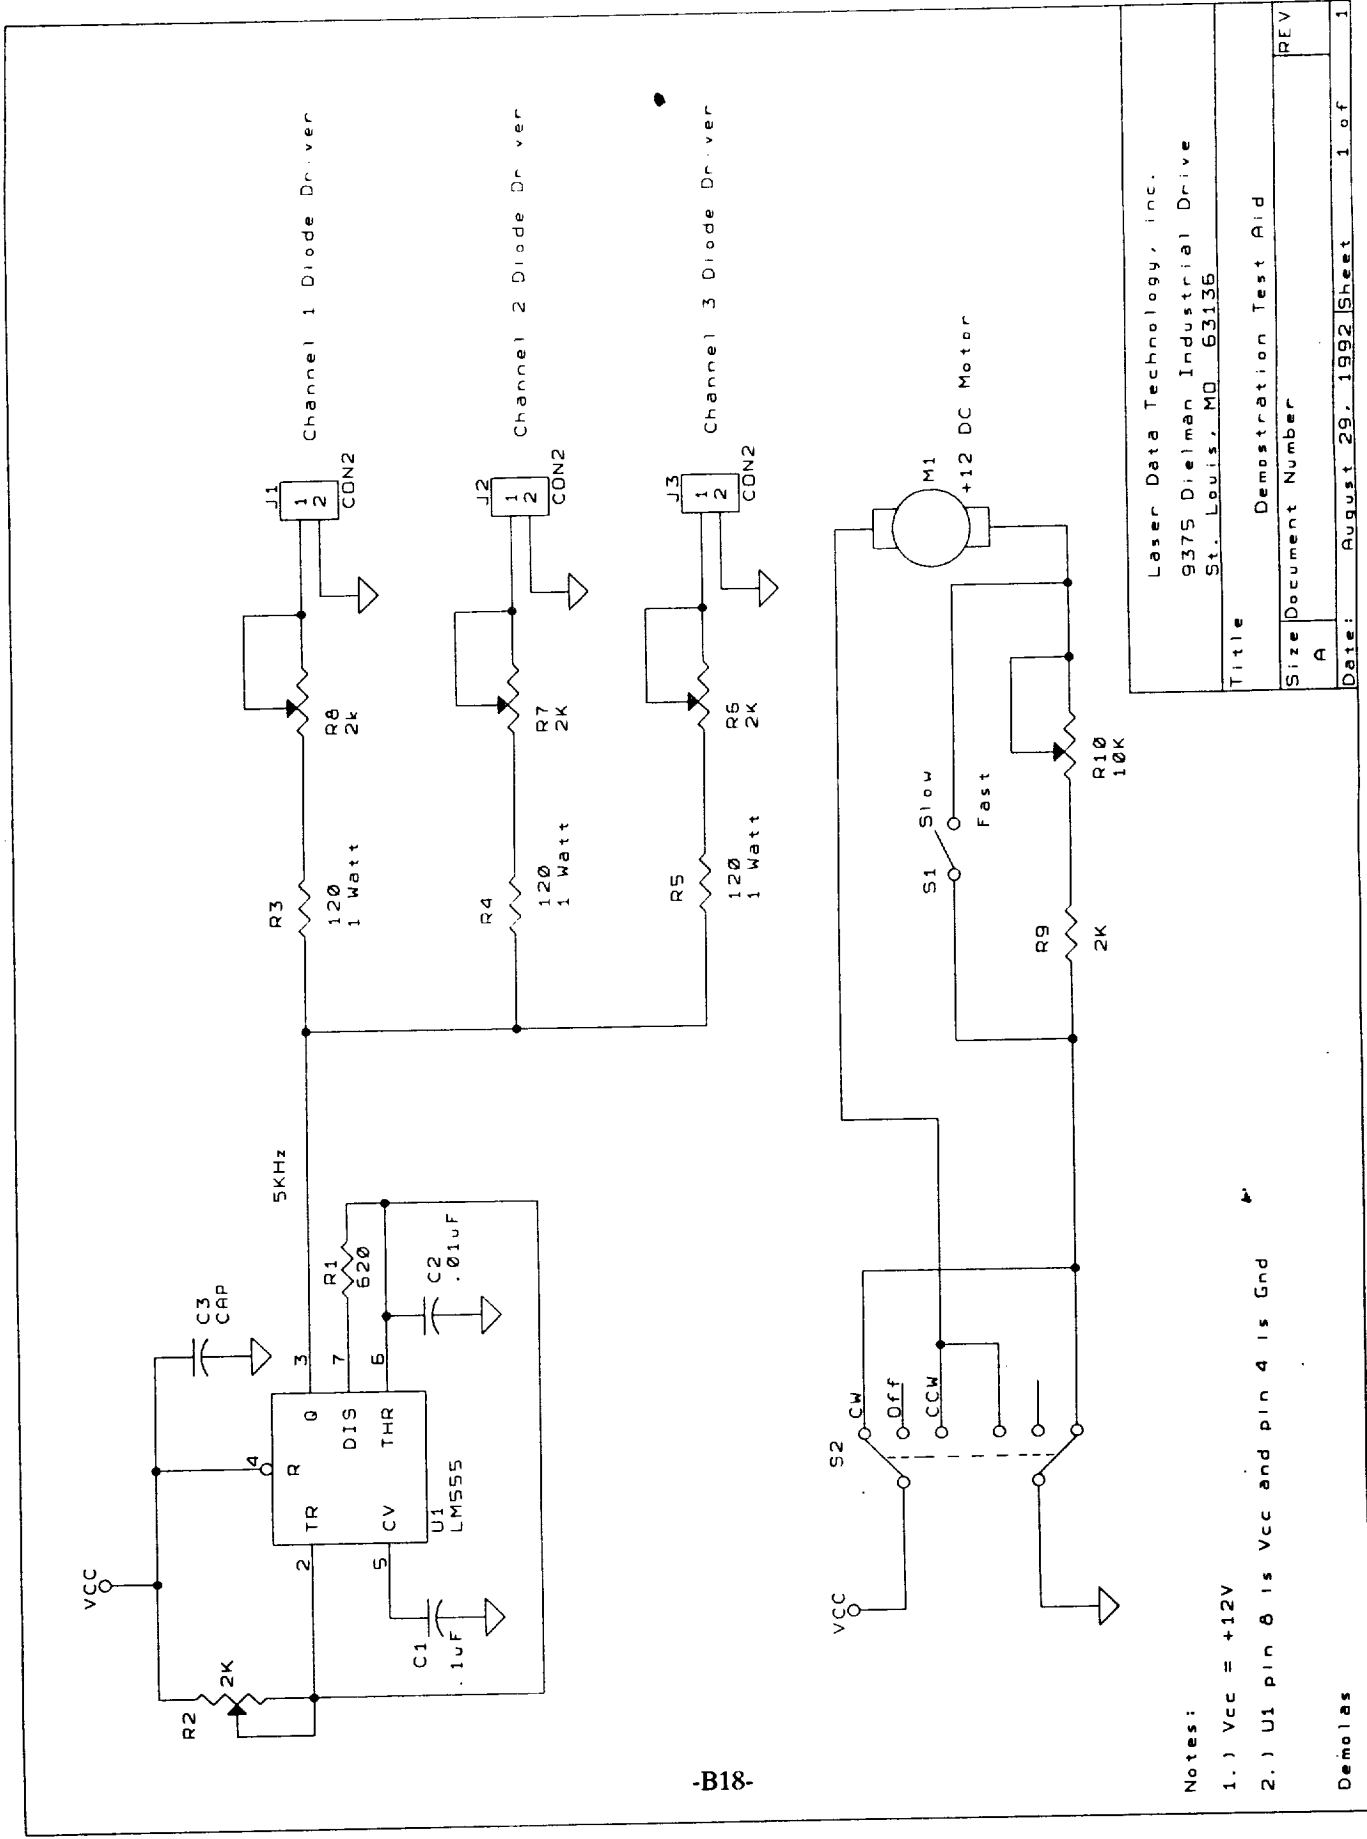 VCC
R2
2K
C3
CAP
4
2
TR
R
Q
3
5KHz
DIS
7
R1
620
5
CV
THR
6
C1
.1uF
U1
LM555
C2
.01uF
R3
120
1 Watt
R8
2k
J1
1
2
CON2
Channel 1 Diode Driver
R4
120
1 Watt
R7
2K
J2
1
2
CON2
Channel 2 Diode Driver
R5
120
1 Watt
R6
2K
J3
1
2
CON2
Channel 3 Diode Driver
VCC
S2
CW
Off
CCW
S1
Slow
Fast
R9
2K
R10
10K
M1
+12 DC Motor
Notes:
1.) Vcc = +12V
2.) U1 pin 8 is Vcc and pin 4 is Gnd
Demolas
Laser Data Technology, inc.
9375 Dielman Industrial Drive
St. Louis, MO 63136
Title
Demostration Test Aid
Size
Document Number
REV
A
Date: August 29, 1992
Sheet 1 of 1
-B18-